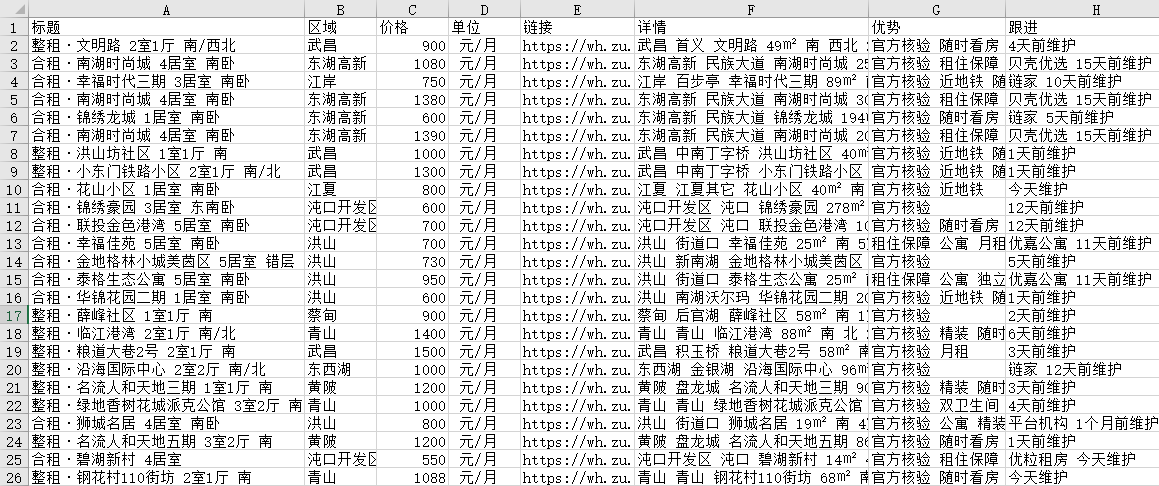 A B C D E F G H
1 标题 区域 价格 单位 链接 详情 优势 跟进
2 整租·文明路 2室1厅 南/西北 武昌 900 元/月 https://wh.zu. 武昌 首义 文明路 49㎡ 南 西北 官方核验 随时看房 4天前维护
3 合租·南湖时尚城 4居室 南卧 东湖高新 1080 元/月 https://wh.zu. 东湖高新 民族大道 南湖时尚城 25 官方核验 租住保障 贝壳优选 15天前维护
4 合租·幸福时代三期 3居室 南卧 江岸 750 元/月 https://wh.zu. 江岸 百步亭 幸福时代三期 89㎡ 官方核验 近地铁 随 链家 10天前维护
5 合租·南湖时尚城 4居室 南卧 东湖高新 1380 元/月 https://wh.zu. 东湖高新 民族大道 南湖时尚城 30 官方核验 租住保障 贝壳优选 15天前维护
6 合租·锦绣龙城 1居室 南卧 东湖高新 600 元/月 https://wh.zu. 东湖高新 民族大道 锦绣龙城 194 官方核验 随时看房 链家 5天前维护
7 合租·南湖时尚城 4居室 南卧 东湖高新 1390 元/月 https://wh.zu. 东湖高新 民族大道 南湖时尚城 20 官方核验 租住保障 贝壳优选 15天前维护
8 整租·洪山坊社区 1室1厅 南 武昌 1000 元/月 https://wh.zu. 武昌 中南丁字桥 洪山坊社区 40㎡ 官方核验 近地铁 随 1天前维护
9 整租·小东门铁路小区 2室1厅 南/北 武昌 1300 元/月 https://wh.zu. 武昌 中南丁字桥 小东门铁路小区 官方核验 近地铁 随 1天前维护
10 合租·花山小区 1居室 南卧 江夏 800 元/月 https://wh.zu. 江夏 江夏其它 花山小区 40㎡ 南 官方核验 近地铁 今天维护
11 合租·锦绣豪园 3居室 东南卧 沌口开发区 600 元/月 https://wh.zu. 沌口开发区 沌口 锦绣豪园 278㎡ 官方核验 12天前维护
12 合租·联投金色港湾 5居室 南卧 沌口开发区 700 元/月 https://wh.zu. 沌口开发区 沌口 联投金色港湾 10 官方核验 随时看房 12天前维护
13 合租·幸福佳苑 5居室 南卧 洪山 700 元/月 https://wh.zu. 洪山 街道口 幸福佳苑 25㎡ 南 5 租住保障 公寓 月租 优嘉公寓 11天前维护
14 合租·金地格林小城美茵区 5居室 错层 洪山 730 元/月 https://wh.zu. 洪山 新南湖 金地格林小城美茵区 官方核验 5天前维护
15 合租·泰格生态公寓 5居室 南卧 洪山 950 元/月 https://wh.zu. 洪山 街道口 泰格生态公寓 25㎡ 租住保障 公寓 独立 优嘉公寓 11天前维护
16 合租·华锦花园二期 1居室 南卧 洪山 600 元/月 https://wh.zu. 洪山 南湖沃尔玛 华锦花园二期 20 官方核验 近地铁 随 1天前维护
17 整租·薛峰社区 1室1厅 南 蔡甸 900 元/月 https://wh.zu. 蔡甸 后官湖 薛峰社区 58㎡ 南 1 官方核验 2天前维护
18 整租·临江港湾 2室1厅 南/北 青山 1400 元/月 https://wh.zu. 青山 青山 临江港湾 88㎡ 南 北 官方核验 精装 随时 6天前维护
19 整租·粮道大巷2号 2室1厅 南 武昌 1500 元/月 https://wh.zu. 武昌 积玉桥 粮道大巷2号 58㎡ 南 官方核验 月租 3天前维护
20 整租·沿海国际中心 2室2厅 南/北 东西湖 1000 元/月 https://wh.zu. 东西湖 金银湖 沿海国际中心 96㎡ 官方核验 链家 12天前维护
21 整租·名流人和天地三期 1室1厅 南 黄陂 1200 元/月 https://wh.zu. 黄陂 盘龙城 名流人和天地三期 90 官方核验 精装 随时 3天前维护
22 整租·绿地香树花城派克公馆 3室2厅 南 青山 1000 元/月 https://wh.zu. 青山 青山 绿地香树花城派克公馆 官方核验 双卫生间 4天前维护
23 合租·狮城名居 4居室 南卧 洪山 800 元/月 https://wh.zu. 洪山 街道口 狮城名居 19㎡ 南 4 官方核验 公寓 精装 平台机构 1个月前维护
24 整租·名流人和天地五期 3室2厅 南 黄陂 1200 元/月 https://wh.zu. 黄陂 盘龙城 名流人和天地五期 86 官方核验 随时看房 1天前维护
25 合租·碧湖新村 4居室 沌口开发区 550 元/月 https://wh.zu. 沌口开发区 沌口 碧湖新村 14㎡ 官方核验 租住保障 优粒租房 今天维护
26 整租·钢花村110街坊 2室1厅 南 青山 1088 元/月 https://wh.zu. 青山 青山 钢花村110街坊 68㎡ 南 官方核验 随时看房 今天维护